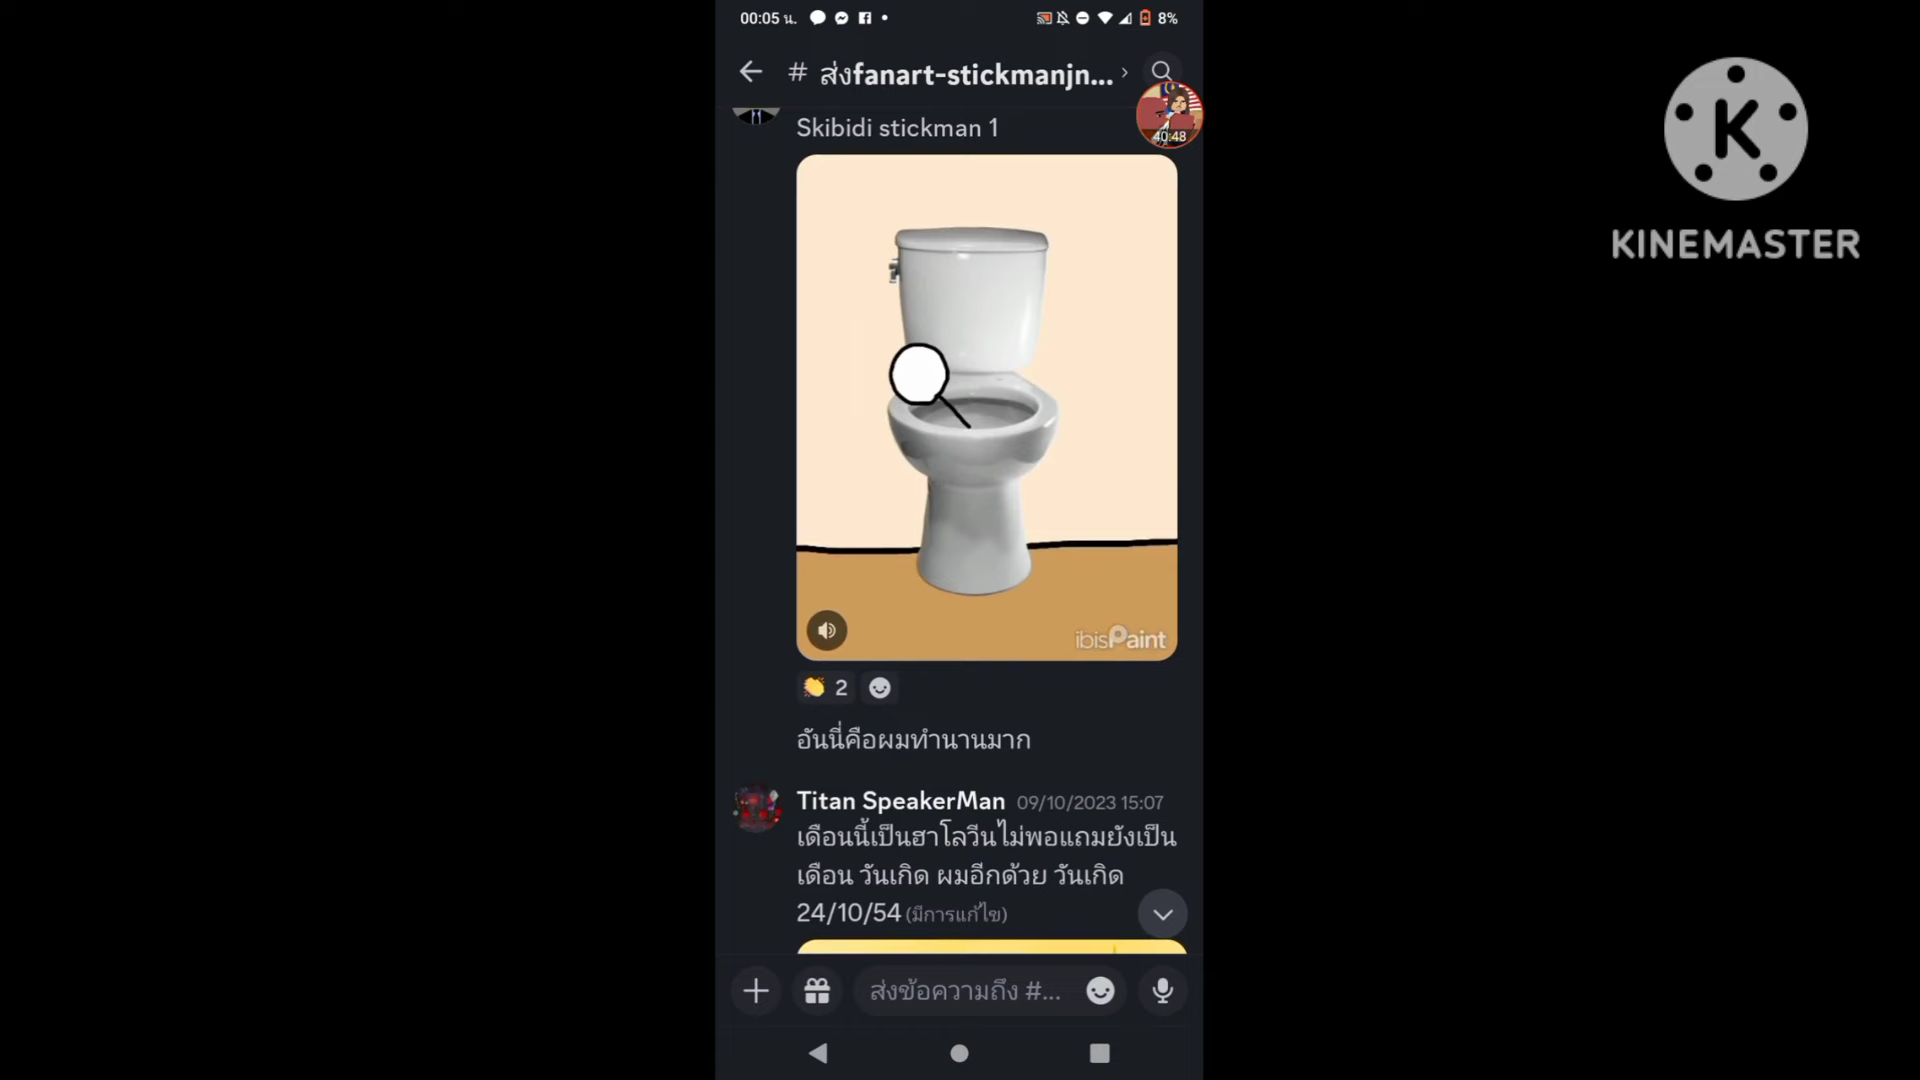 00:05 น.
8%
# ส่งfanart-stickmanjn...
40:48
Skibidi stickman 1
ibisPaint
2
อันนี่คือผมทำนานมาก
Titan SpeakerMan 09/10/2023 15:07
เดือนนี้เป็นฮาโลวีนไม่พอแถมยังเป็น
เดือน วันเกิด ผมอีกด้วย วันเกิด
24/10/54 (มีการแก้ไข)
ส่งข้อความถึง #...
K
KINEMASTER